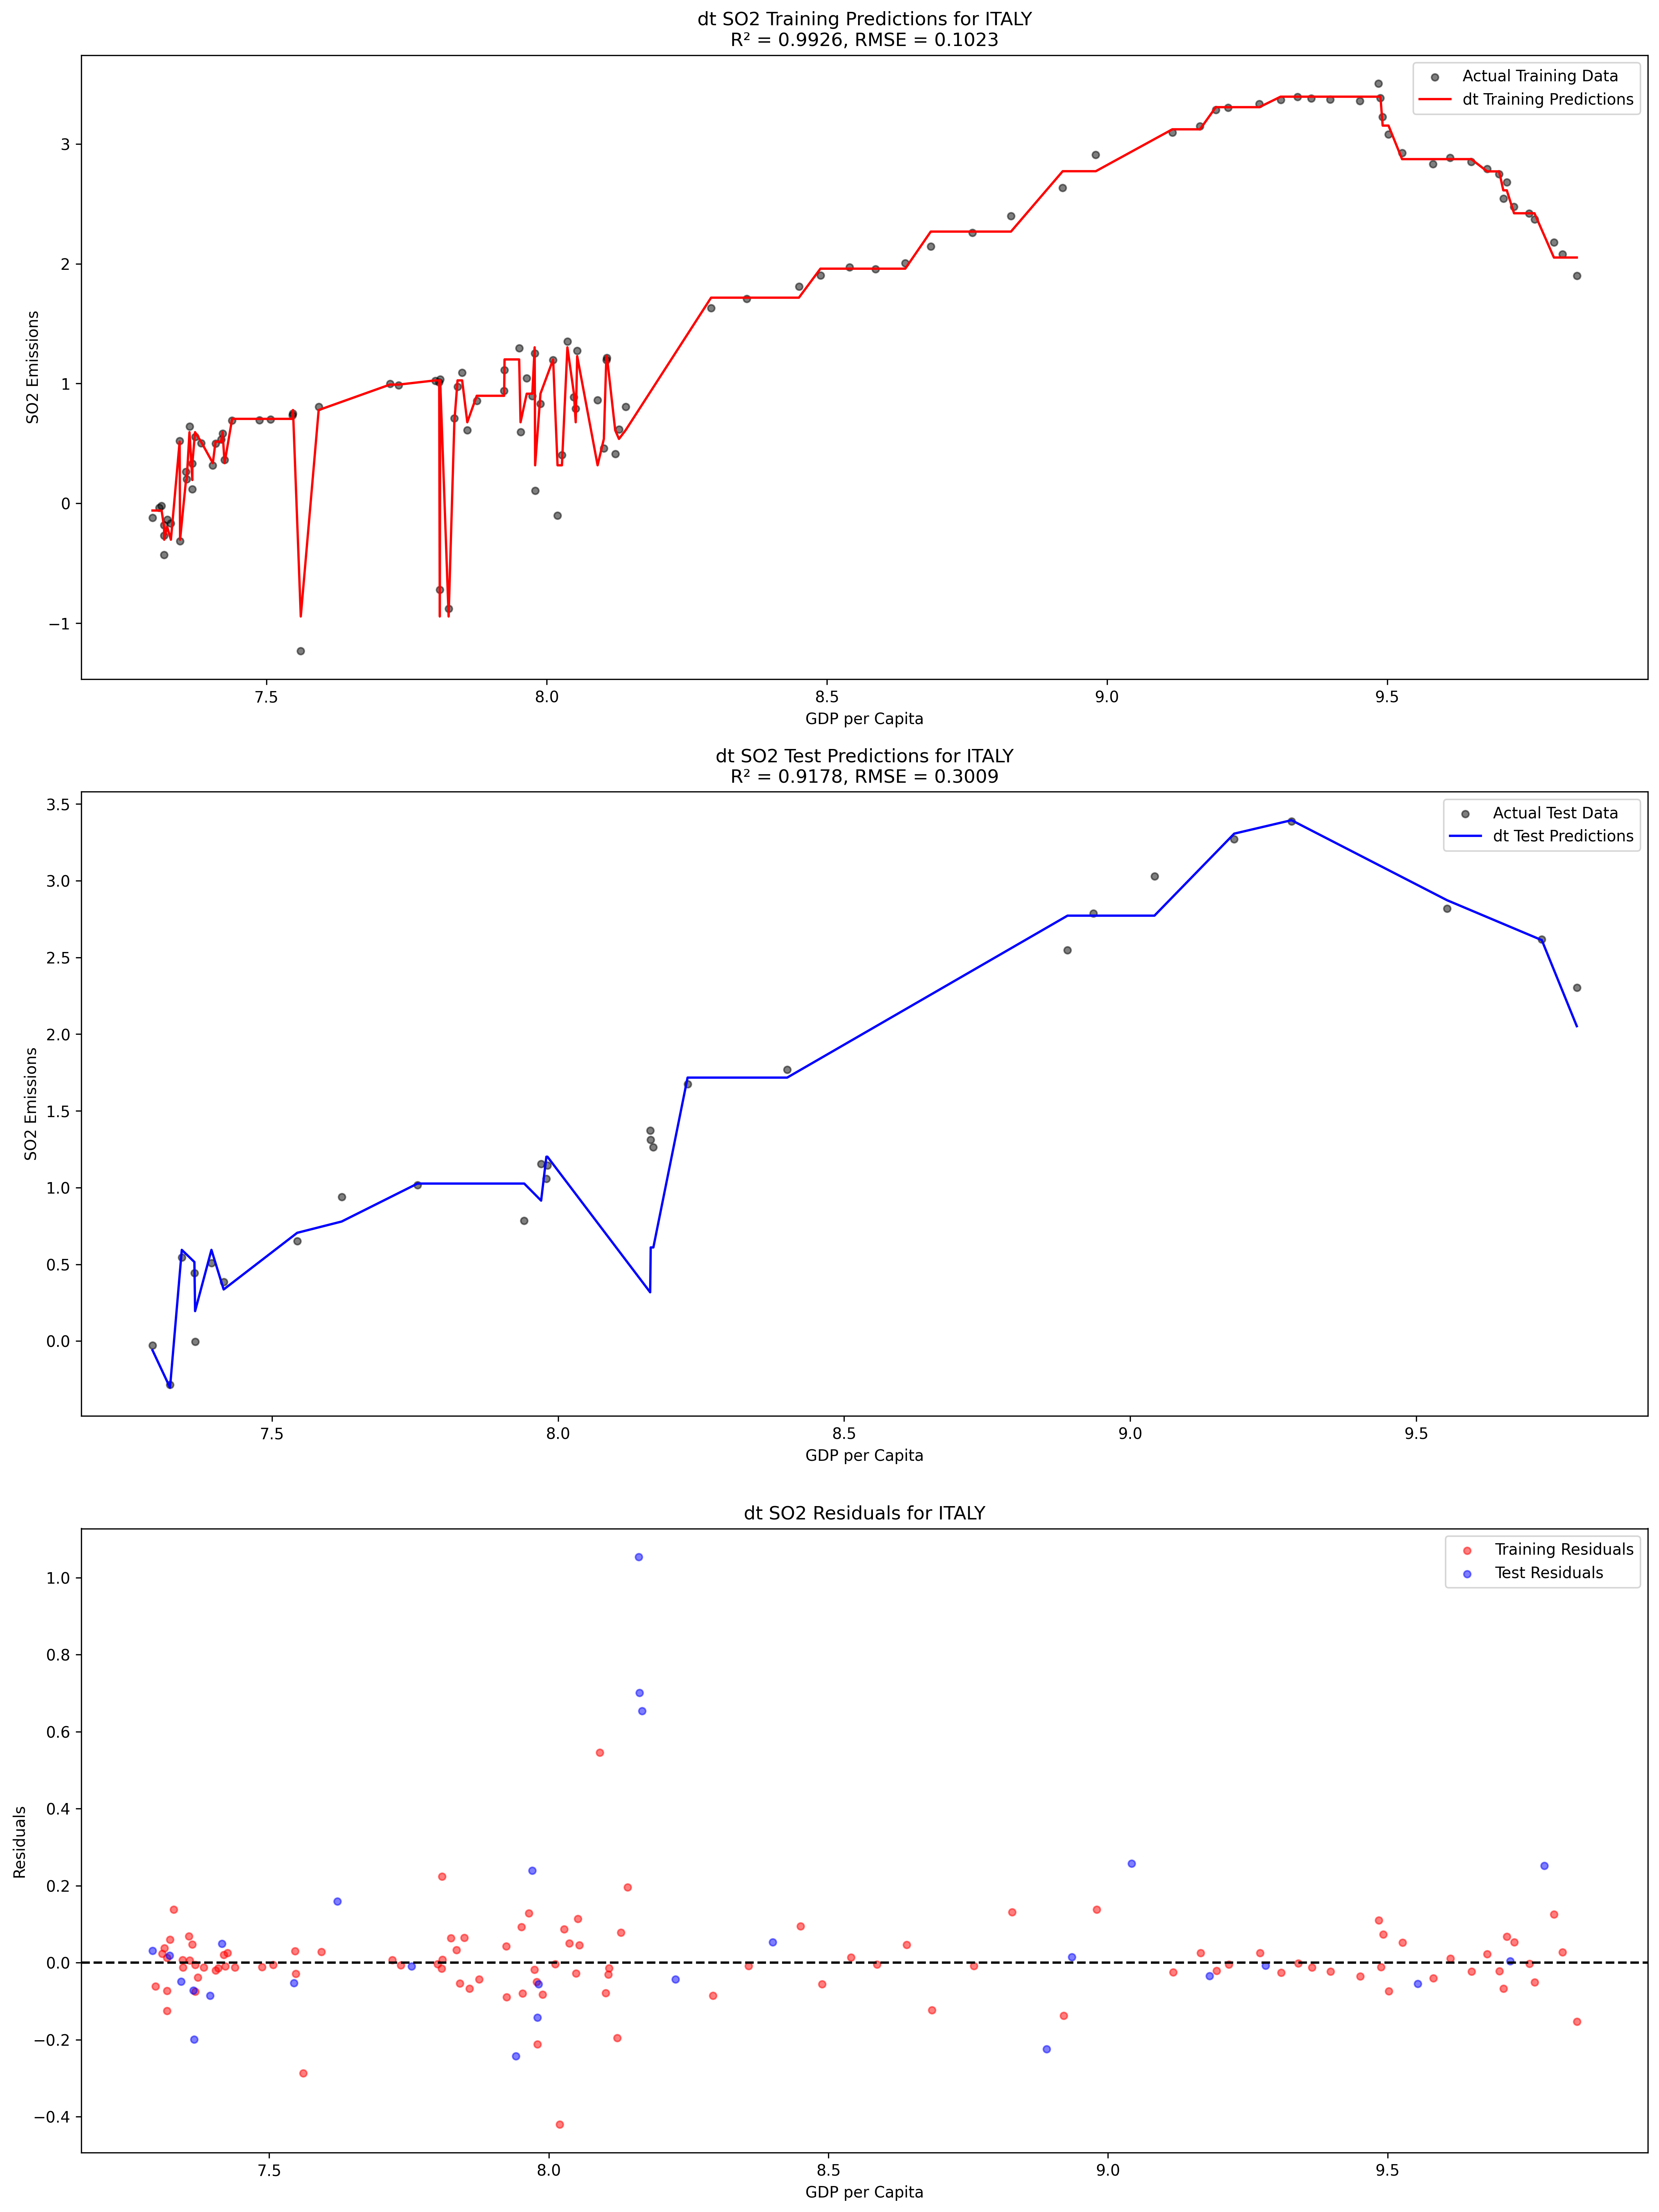 dt SO2 Training Predictions for ITALY
R² = 0.9926, RMSE = 0.1023
Actual Training Data
dt Training Predictions
SO2 Emissions
3
2
1
0
−1
7.5 8.0 8.5 9.0 9.5
GDP per Capita
dt SO2 Test Predictions for ITALY
R² = 0.9178, RMSE = 0.3009
Actual Test Data
dt Test Predictions
SO2 Emissions
3.5
3.0
2.5
2.0
1.5
1.0
0.5
0.0
7.5 8.0 8.5 9.0 9.5
GDP per Capita
dt SO2 Residuals for ITALY
Training Residuals
Test Residuals
Residuals
1.0
0.8
0.6
0.4
0.2
0.0
−0.2
−0.4
7.5 8.0 8.5 9.0 9.5
GDP per Capita